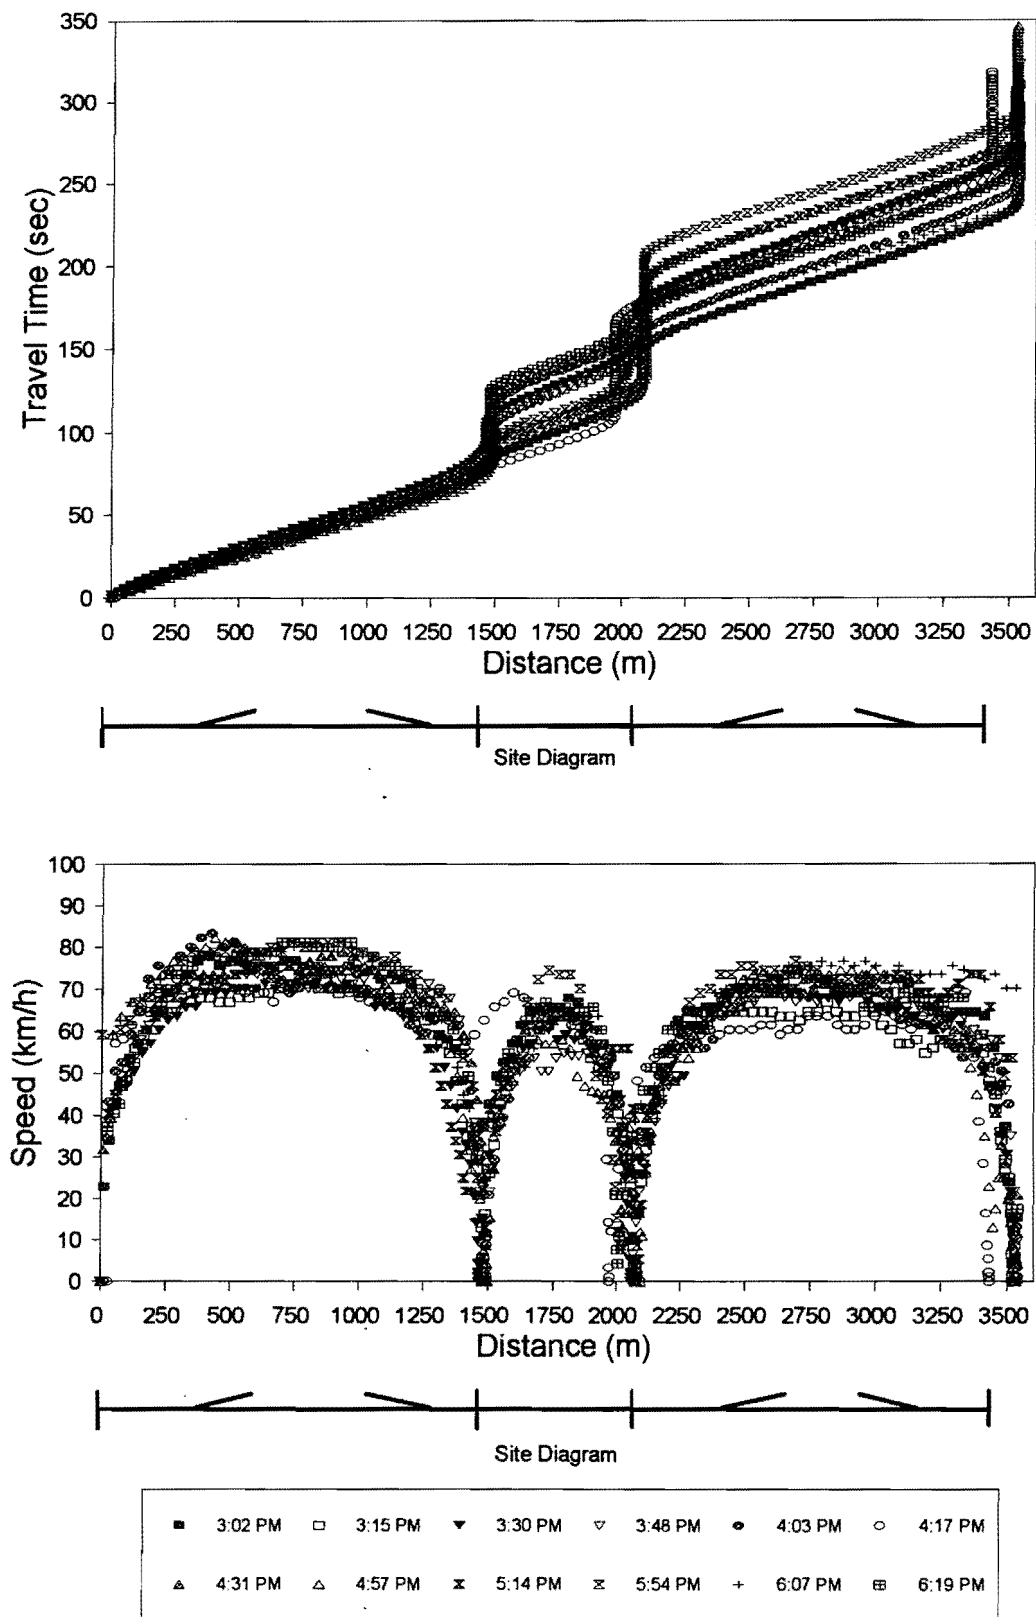 350
300
250
200
150
100
50
0
Travel Time (sec)
0 250 500 750 1000 1250 1500 1750 2000 2250 2500 2750 3000 3250 3500
Distance (m)
Site Diagram
100
90
80
70
60
50
40
30
20
10
0
Speed (km/h)
0 250 500 750 1000 1250 1500 1750 2000 2250 2500 2750 3000 3250 3500
Distance (m)
Site Diagram
3:02 PM 3:15 PM 3:30 PM 3:48 PM 4:03 PM 4:17 PM
4:31 PM 4:57 PM 5:14 PM 5:54 PM 6:07 PM 6:19 PM